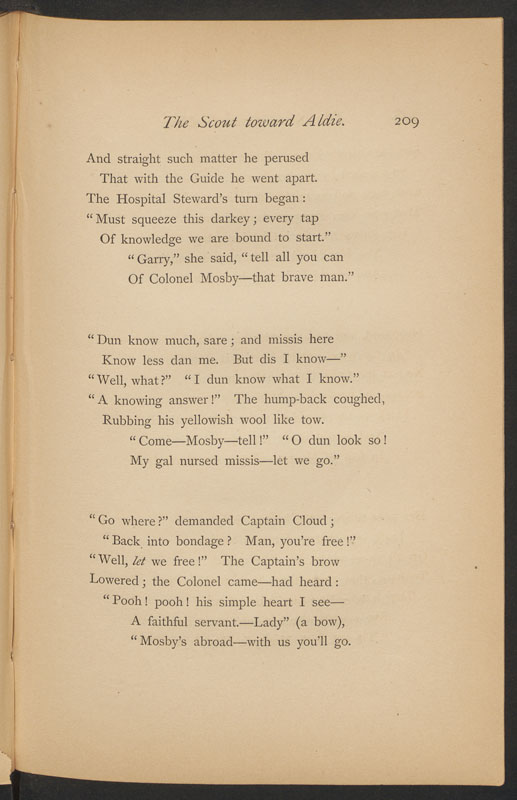 The Scout toward Aldie. 209
And straight such matter he perused
That with the Guide he went apart.
The Hospital Steward's turn began :
“Must squeeze this darkey ; every tap
Of knowledge we are bound to start.”
“Garry,” she said, “tell all you can
Of Colonel Mosby—that brave man.”
“Dun know much, sare ; and missis here
Know less dan me. But dis I know—”
“Well, what?” “I dun know what I know.”
“A knowing answer!” The hump-back coughed,
Rubbing his yellowish wool like tow.
“Come—Mosby—tell!” “O dun look so!
My gal nursed missis—let we go.”
“Go where?” demanded Captain Cloud ;
“Back into bondage? Man, you're free!”
“Well, let we free!” The Captain's brow
Lowered ; the Colonel came—had heard :
“Pooh! pooh! his simple heart I see—
A faithful servant.—Lady” (a bow),
“Mosby's abroad—with us you'll go.